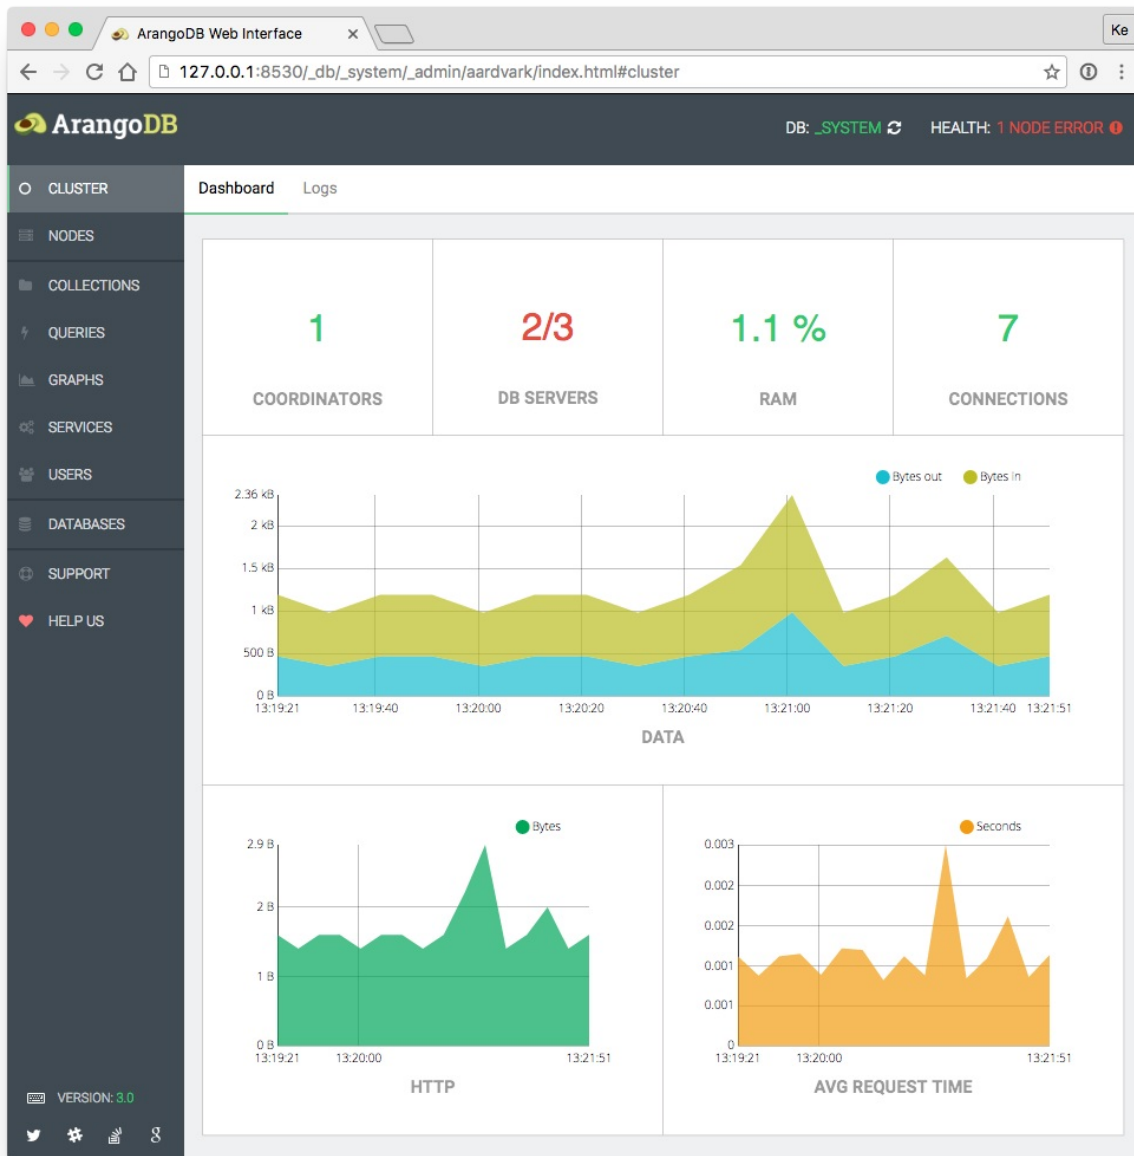 ArangoDB Web Interface
Ke
127.0.0.1:8530/_db/_system/_admin/aardvark/index.html#cluster
ArangoDB
DB: _SYSTEM
HEALTH: 1 NODE ERROR
CLUSTER
NODES
COLLECTIONS
QUERIES
GRAPHS
SERVICES
USERS
DATABASES
SUPPORT
HELP US
VERSION: 3.0
Dashboard
Logs
1
COORDINATORS
2/3
DB SERVERS
1.1 %
RAM
7
CONNECTIONS
Bytes out
Bytes in
2.36 kB
2 kB
1.5 kB
1 kB
500 B
0 B
13:19:21 13:19:40 13:20:00 13:20:20 13:20:40 13:21:00 13:21:20 13:21:40 13:21:51
DATA
Bytes
2.9 B
2 B
1 B
0 B
13:19:21 13:20:00 13:21:51
HTTP
Seconds
0.003
0.002
0.002
0.001
0.001
0
13:19:21 13:20:00 13:21:51
AVG REQUEST TIME